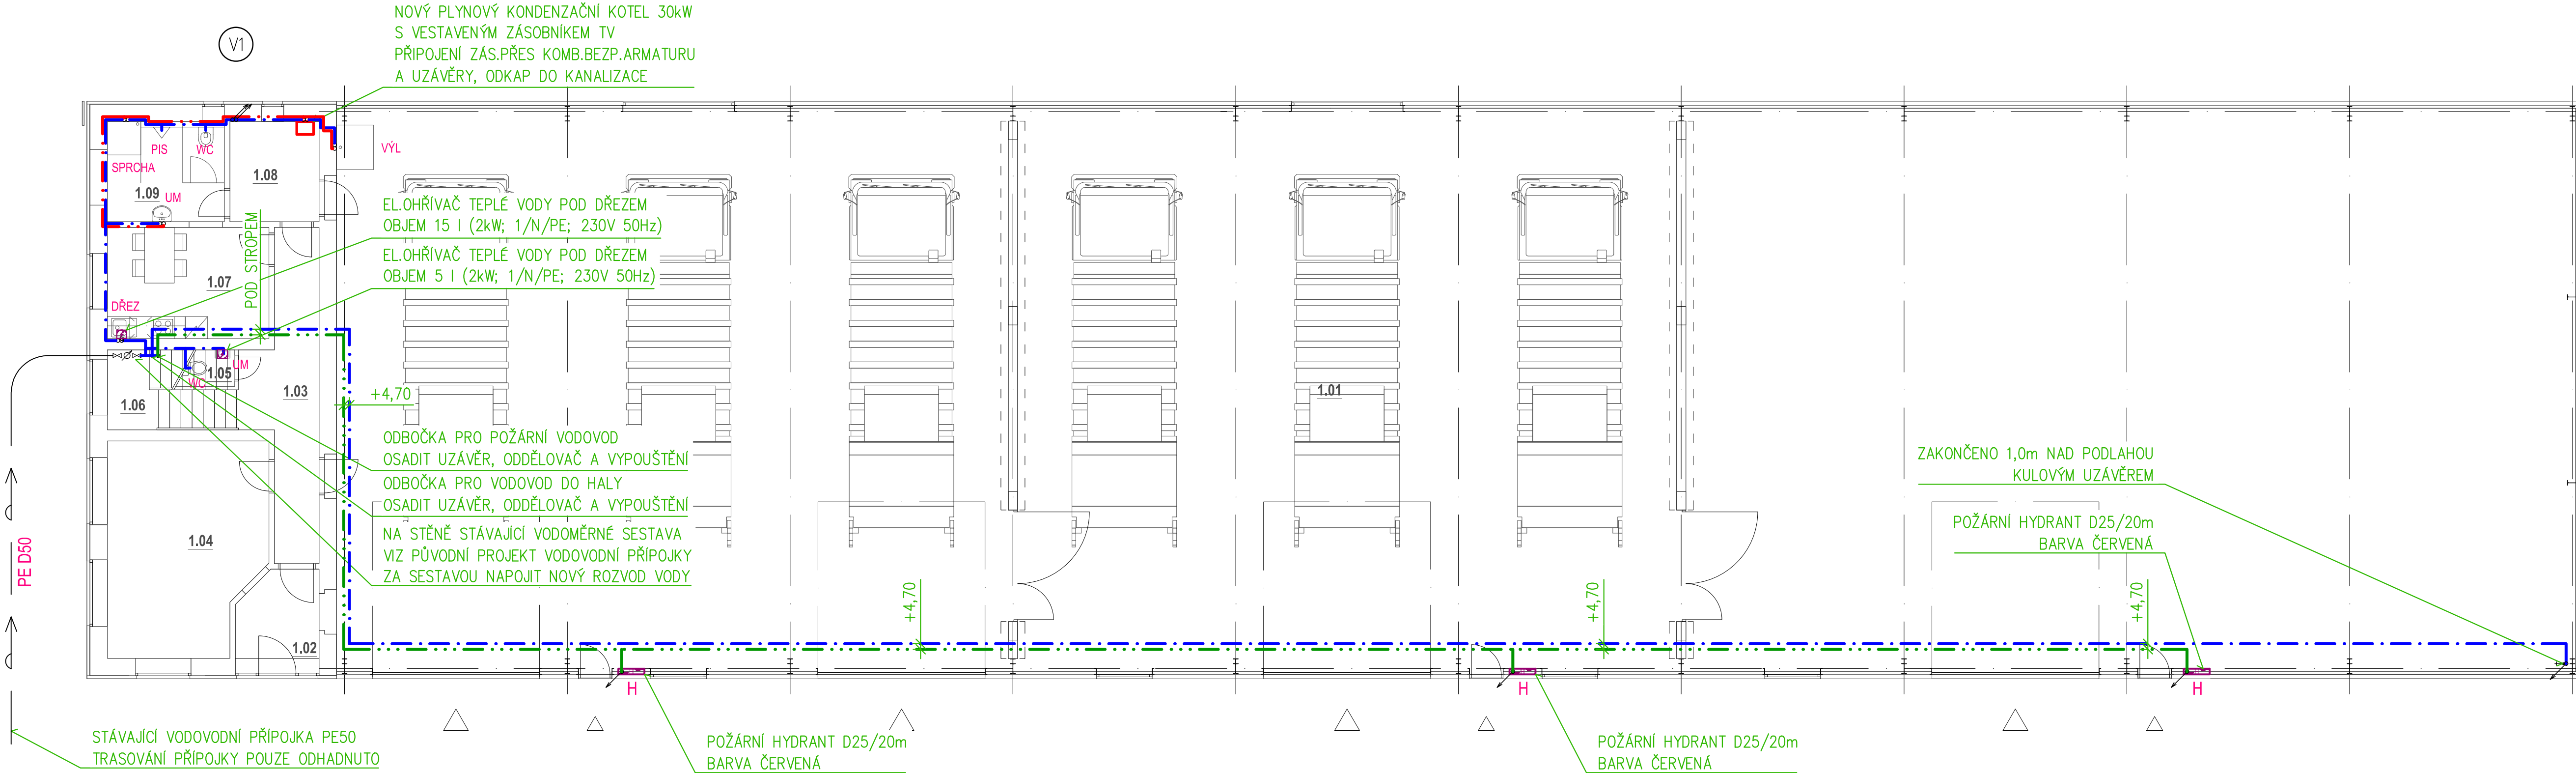 NOVÝ PLYNOVÝ KONDENZAČNÍ KOTEL 30kW
S VESTAVENÝM ZÁSOBNÍKEM TV
PŘIPOJENÍ ZÁS.PŘES KOMB.BEZP.ARMATURU
A UZÁVĚRY, ODKAP DO KANALIZACE
V1
PIS
WC
VÝL
SPRCHA
1.08
1.09
UM
EL.OHŘÍVAČ TEPLÉ VODY POD DŘEZEM
OBJEM 15 l (2kW; 1/N/PE; 230V 50Hz)
EL.OHŘÍVAČ TEPLÉ VODY POD DŘEZEM
OBJEM 5 l (2kW; 1/N/PE; 230V 50Hz)
POD STROPEM
1.07
DŘEZ
UM
1.05
WC
1.03
1.06
+4,70
1.01
ODBOČKA PRO POŽÁRNÍ VODOVOD
OSADIT UZÁVĚR, ODDĚLOVAČ A VYPOUŠTĚNÍ
ODBOČKA PRO VODOVOD DO HALY
OSADIT UZÁVĚR, ODDĚLOVAČ A VYPOUŠTĚNÍ
NA STĚNĚ STÁVAJÍCÍ VODOMĚRNÉ SESTAVA
VIZ PŮVODNÍ PROJEKT VODOVODNÍ PŘÍPOJKY
ZA SESTAVOU NAPOJIT NOVÝ ROZVOD VODY
ZAKONČENO 1,0m NAD PODLAHOU
KULOVÝM UZÁVĚREM
POŽÁRNÍ HYDRANT D25/20m
BARVA ČERVENÁ
1.04
PE D50
+4,70
+4,70
+4,70
1.02
H
H
H
STÁVAJÍCÍ VODOVODNÍ PŘÍPOJKA PE50
TRASOVÁNÍ PŘÍPOJKY POUZE ODHADNUTO
POŽÁRNÍ HYDRANT D25/20m
BARVA ČERVENÁ
POŽÁRNÍ HYDRANT D25/20m
BARVA ČERVENÁ